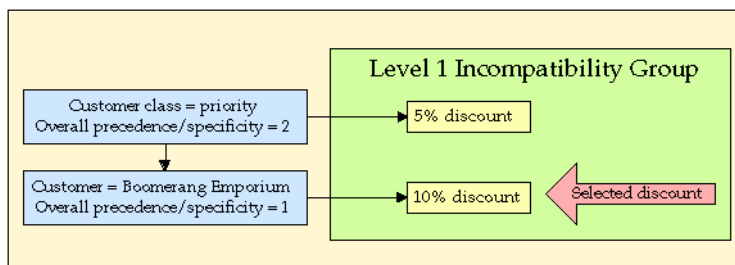 Level 1 Incompatibility Group
Customer class = priority
Overall precedence/specificity = 2
5% discount
Customer = Boomerang Emporium
Overall precedence/specificity = 1
10% discount
Selected discount